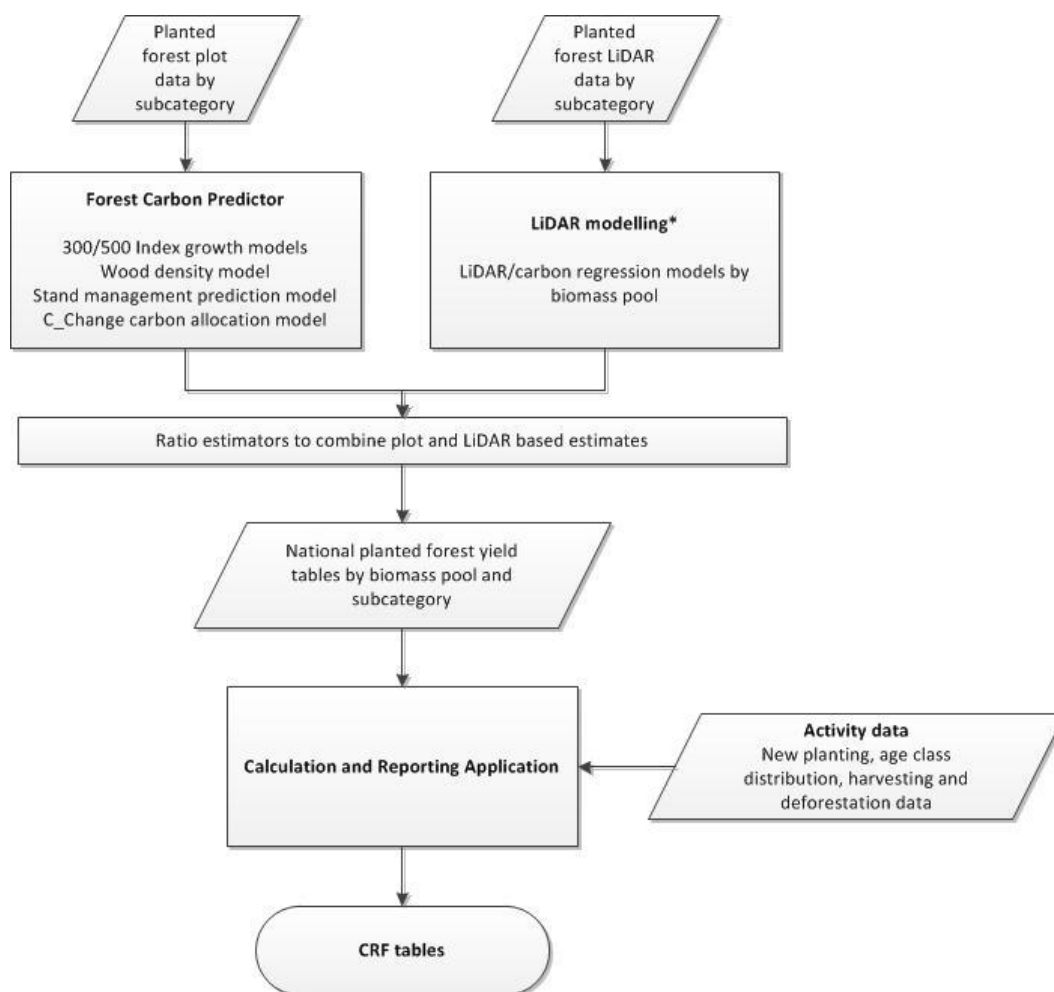 Planted
forest plot
data by
subcategory
Planted
forest LiDAR
data by
subcategory
Forest Carbon Predictor
300/500 Index growth models
Wood density model
Stand management prediction model
C_Change carbon allocation model
LiDAR modelling*
LiDAR/carbon regression models by
biomass pool
Ratio estimators to combine plot and LiDAR based estimates
National planted forest yield
tables by biomass pool and
subcategory
Calculation and Reporting Application
Activity data
New planting, age class
distribution, harvesting and
deforestation data
CRF tables